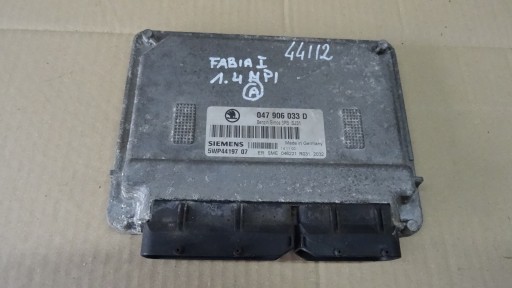 44112
FABIA I
1.4 MPI
A
047 906 033 D
SIEMENS
Made in Germany
5WP44197 07